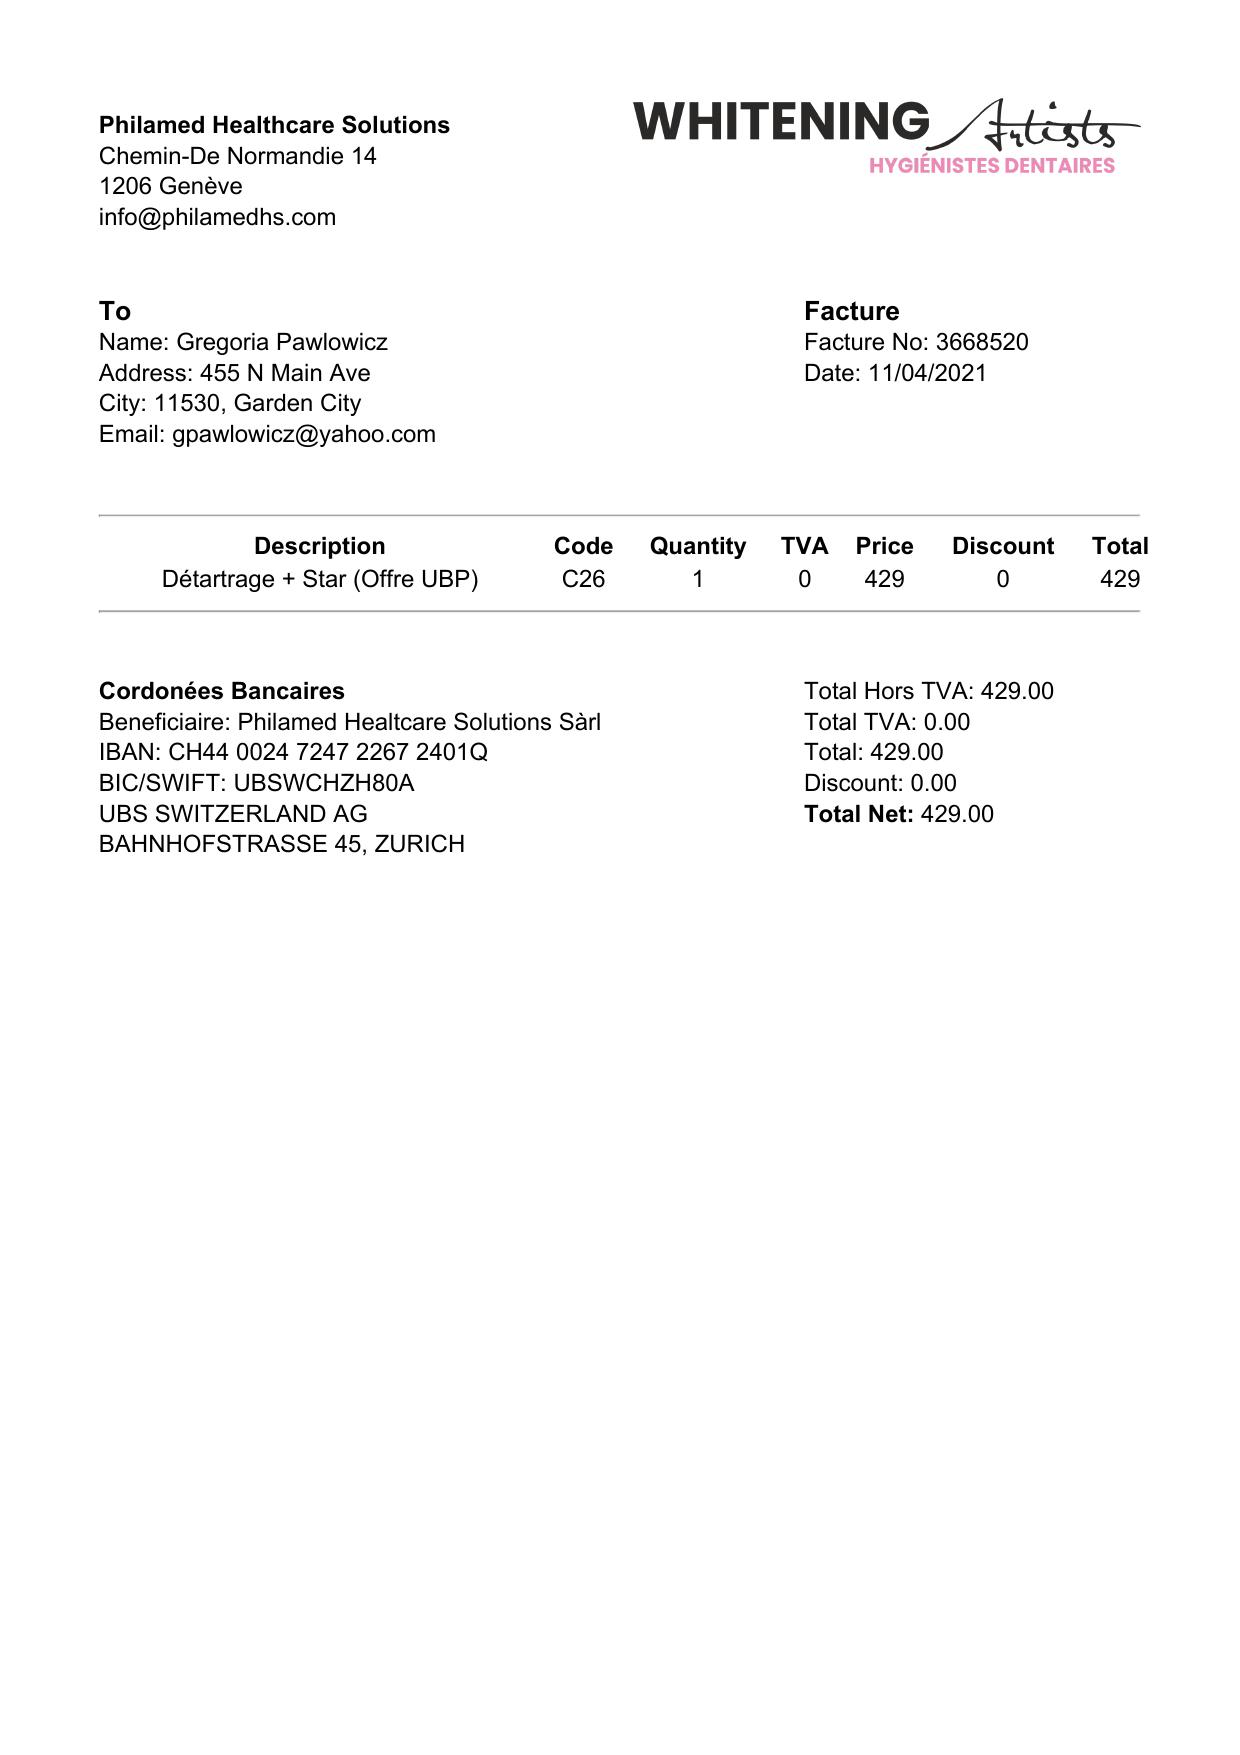 Philamed Healthcare Solutions
Chemin-De Normandie 14
1206 Genève
info@philamedhs.com
WHITENING Artists
HYGIÉNISTES DENTAIRES
To
Name: Gregoria Pawlowicz
Address: 455 N Main Ave
City: 11530, Garden City
Email: gpawlowicz@yahoo.com
Facture
Facture No: 3668520
Date: 11/04/2021
Description Code Quantity TVA Price Discount Total
Détartrage + Star (Offre UBP) C26 1 0 429 0 429
Cordonées Bancaires
Beneficiaire: Philamed Healtcare Solutions Sàrl
IBAN: CH44 0024 7247 2267 2401Q
BIC/SWIFT: UBSWCHZH80A
UBS SWITZERLAND AG
BAHNHOFSTRASSE 45, ZURICH
Total Hors TVA: 429.00
Total TVA: 0.00
Total: 429.00
Discount: 0.00
Total Net: 429.00